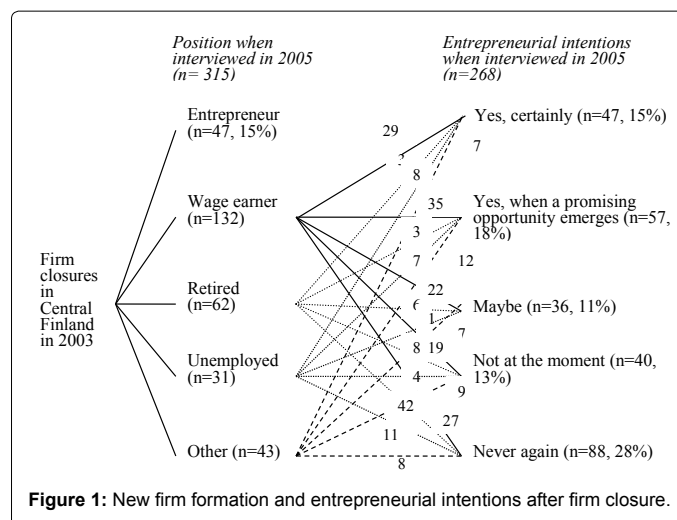 Position when
interviewed in 2005
(n= 315)
Entrepreneurial intentions
when interviewed in 2005
(n=268)
Entrepreneur
(n=47, 15%)
Wage earner
(n=132)
Retired
(n=62)
Unemployed
(n=31)
Other (n=43)
Firm
closures
in
Central
Finland
in 2003
29
8
7
35
3
7
12
22
6
1
7
8
19
4
9
42
27
11
8
Yes, certainly (n=47, 15%)
Yes, when a promising
opportunity emerges (n=57,
18%)
Maybe (n=36, 11%)
Not at the moment (n=40,
13%)
Never again (n=88, 28%)
Figure 1: New firm formation and entrepreneurial intentions after firm closure.